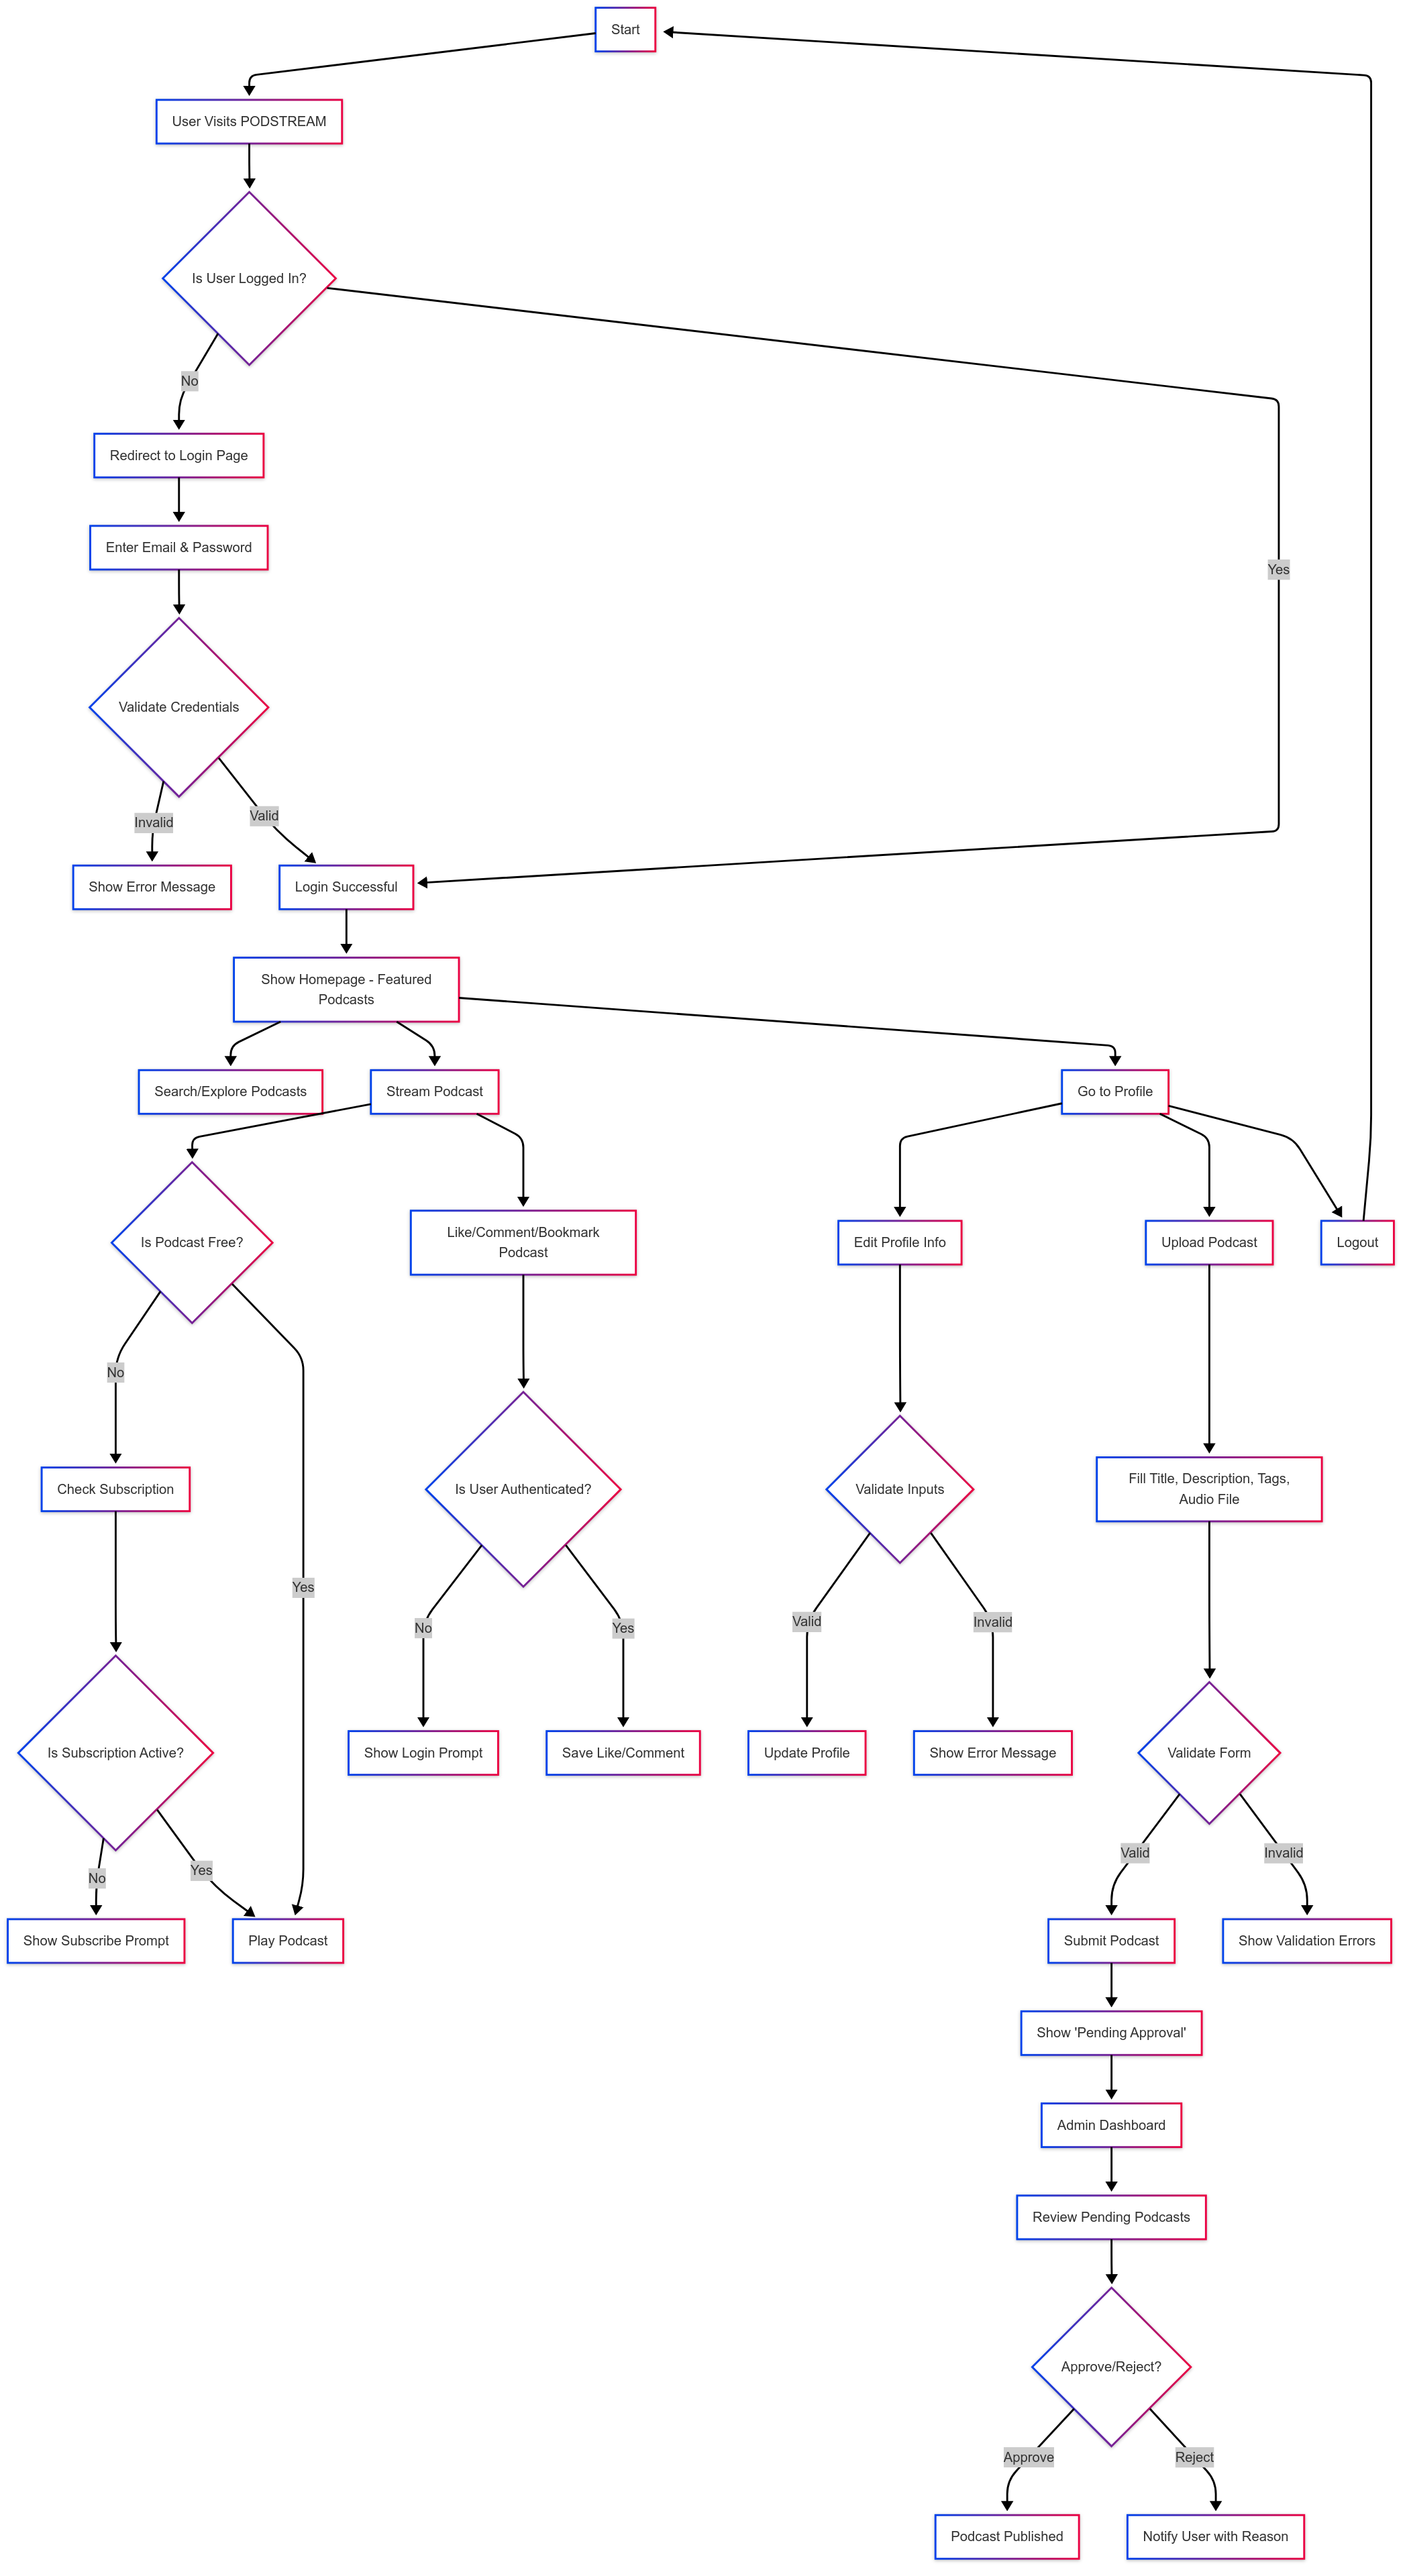 Start
User Visits PODSTREAM
Is User Logged In?
No
Redirect to Login Page
Enter Email & Password
Yes
Validate Credentials
Invalid
Valid
Show Error Message
Login Successful
Show Homepage - Featured
Podcasts
Search/Explore Podcasts
Stream Podcast
Go to Profile
Is Podcast Free?
Like/Comment/Bookmark
Podcast
Edit Profile Info
Upload Podcast
Logout
No
Check Subscription
Is User Authenticated?
Validate Inputs
Fill Title, Description, Tags,
Audio File
Yes
No
Yes
Valid
Invalid
Is Subscription Active?
Show Login Prompt
Save Like/Comment
Update Profile
Show Error Message
Validate Form
No
Yes
Valid
Invalid
Show Subscribe Prompt
Play Podcast
Submit Podcast
Show Validation Errors
Show 'Pending Approval'
Admin Dashboard
Review Pending Podcasts
Approve/Reject?
Approve
Reject
Podcast Published
Notify User with Reason